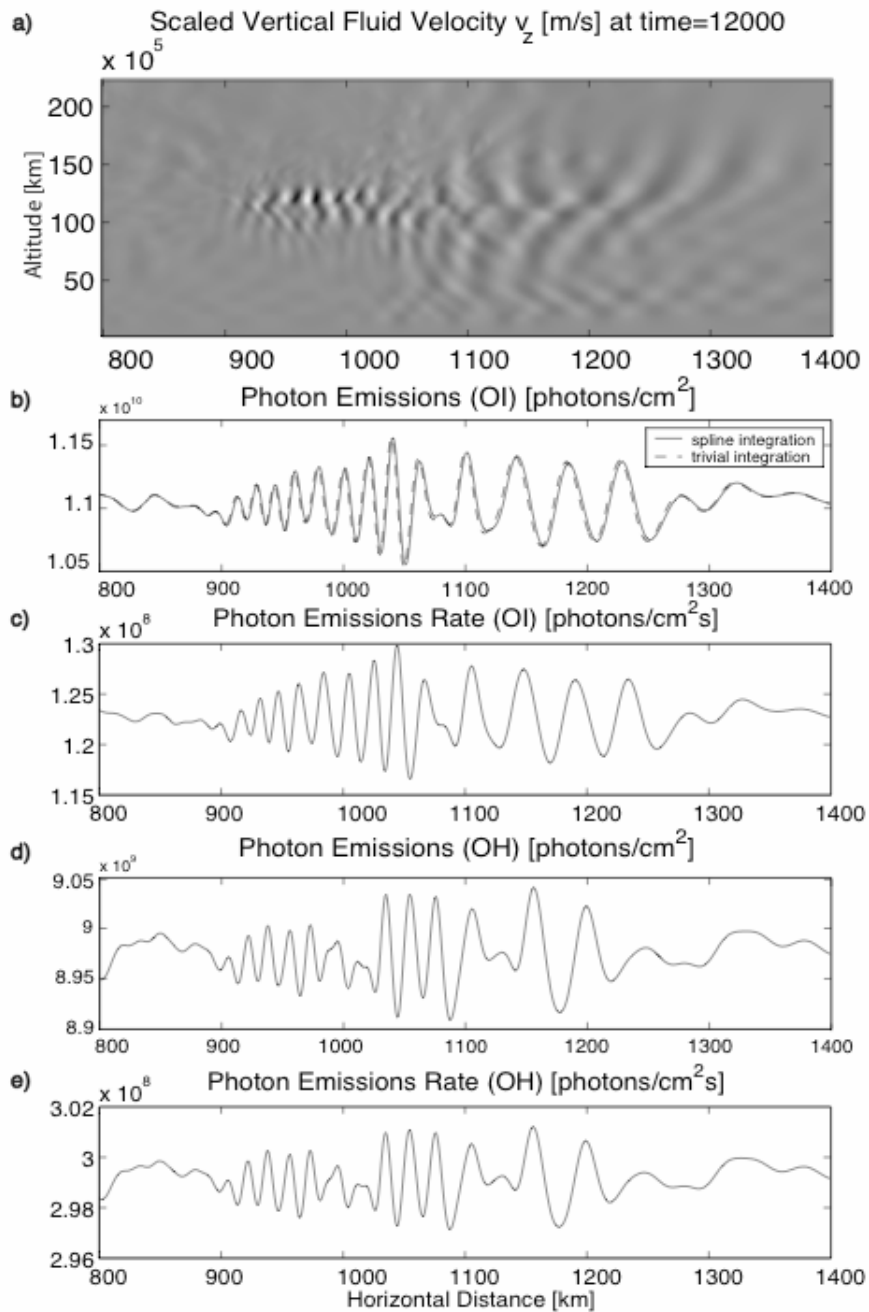 a) Scaled Vertical Fluid Velocity v_z [m/s] at time=12000
x 10^5
200
150
100
50
Altitude [km]
800 900 1000 1100 1200 1300 1400
b) Photon Emissions (OI) [photons/cm^2]
x 10^10
1.15
1.1
1.05
spline integration
trivial integration
800 900 1000 1100 1200 1300 1400
c) Photon Emissions Rate (OI) [photons/cm^2s]
x 10^8
1.3
1.25
1.2
1.15
800 900 1000 1100 1200 1300 1400
d) Photon Emissions (OH) [photons/cm^2]
x 10^9
9.05
9
8.95
8.9
800 900 1000 1100 1200 1300 1400
e) Photon Emissions Rate (OH) [photons/cm^2s]
x 10^8
3.02
3
2.98
2.96
800 900 1000 1100 1200 1300 1400
Horizontal Distance [km]